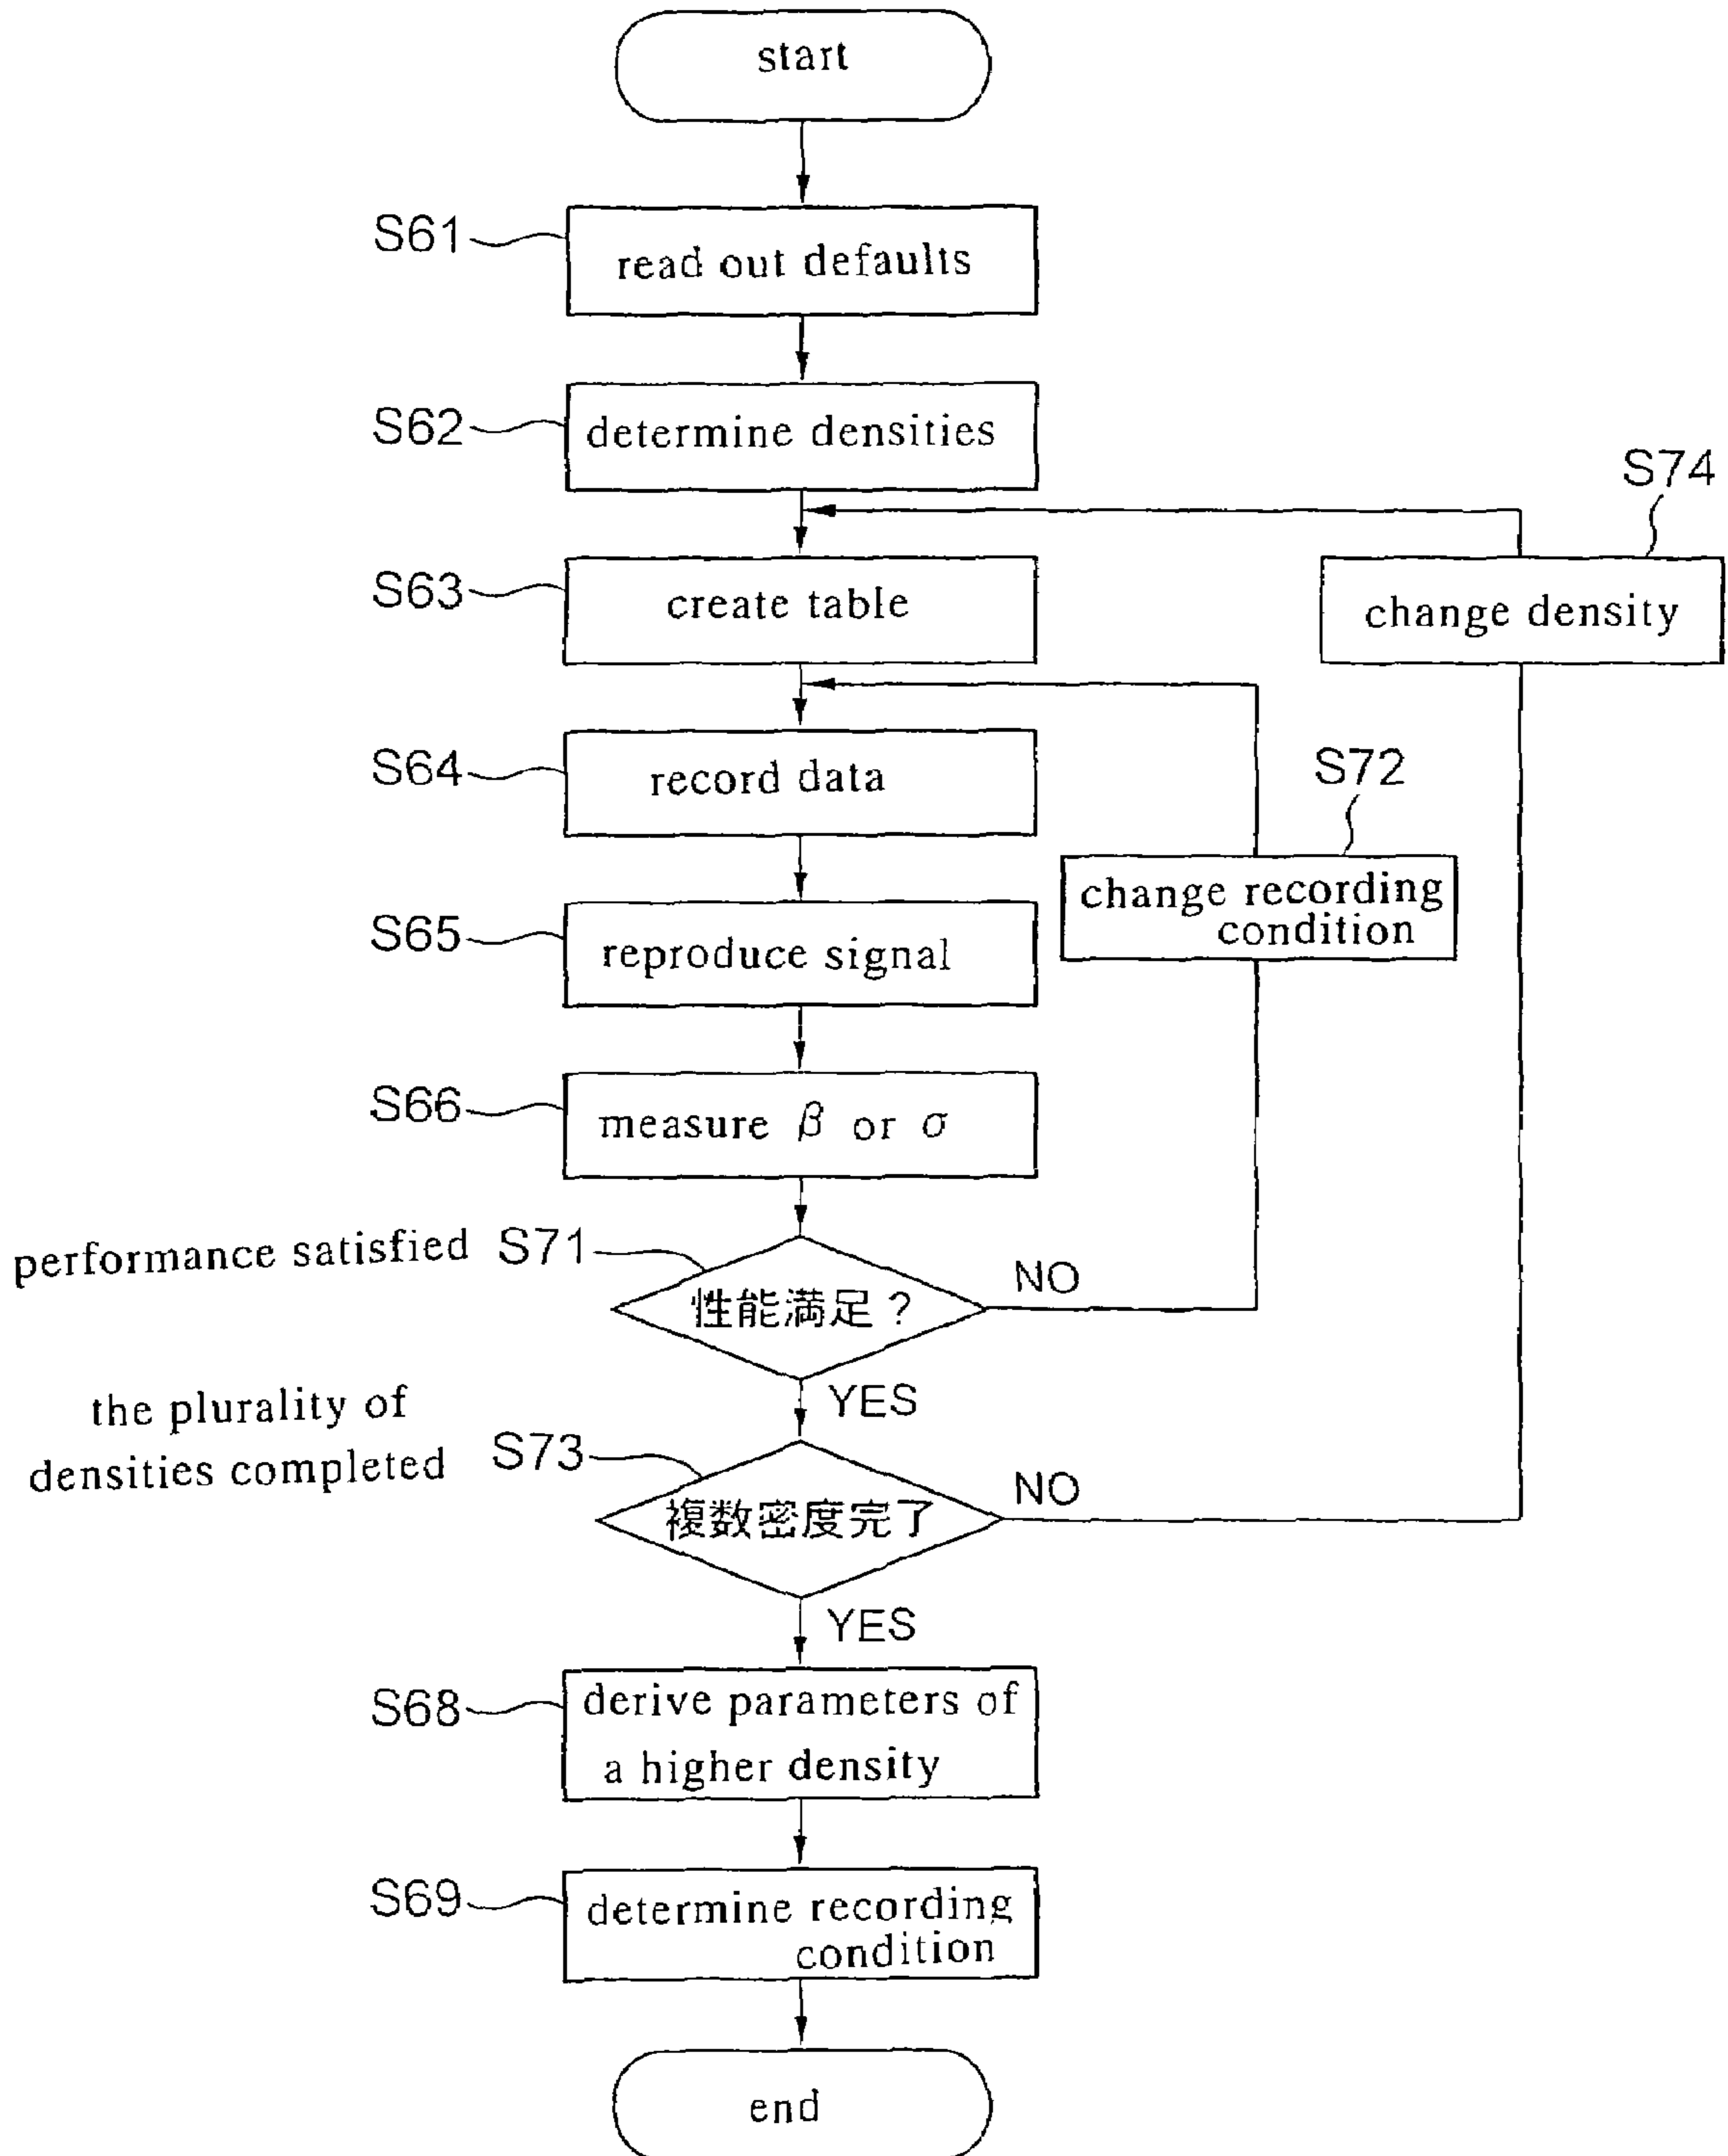 start
S61
read out defaults
S62
determine densities
S74
S63
create table
change density
S64
record data
S72
change recording
condition
S65
reproduce signal
S66
measure β or σ
performance satisfied
S71
性能満足？
NO
YES
the plurality of
densities completed
S73
複数密度完了
NO
YES
S68
derive parameters of
a higher density
S69
determine recording
condition
end